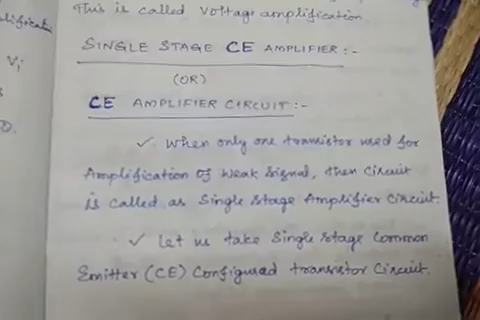 This is called Voltage amplification.
Vi
SINGLE STAGE CE AMPLIFIER:-
(OR)
CE AMPLIFIER CIRCUIT:-
✓ When only one transistor used for
Amplification of Weak Signal, then Circuit
is called as Single Stage Amplifier Circuit.
✓ Let us take Single stage Common
Emitter (CE) Configured transistor Circuit.